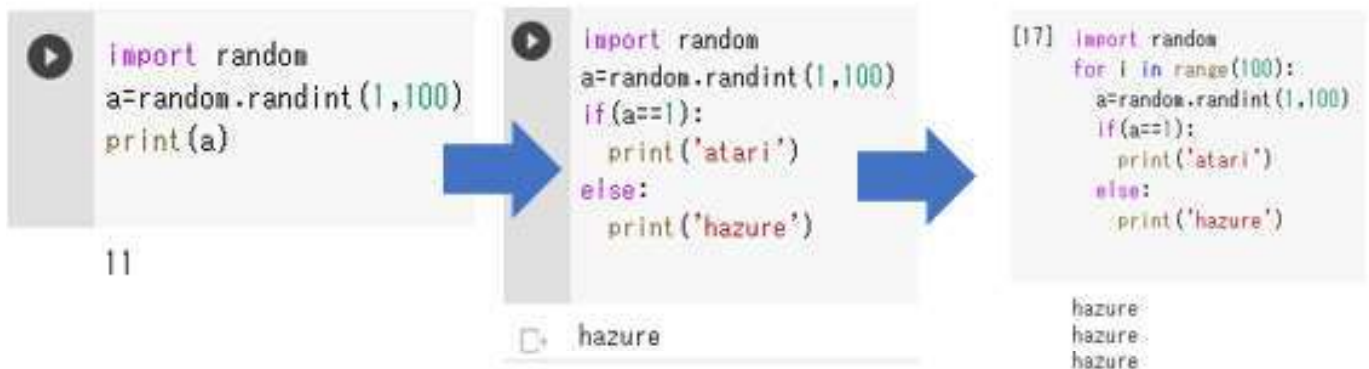 import random
a=random.randint(1,100)
print(a)
11
import random
a=random.randint(1,100)
if(a==1):
  print('atari')
else:
  print('hazure')
hazure
[17] import random
for i in range(100):
  a=random.randint(1,100)
  if(a==1):
    print('atari')
  else:
    print('hazure')
hazure
hazure
hazure